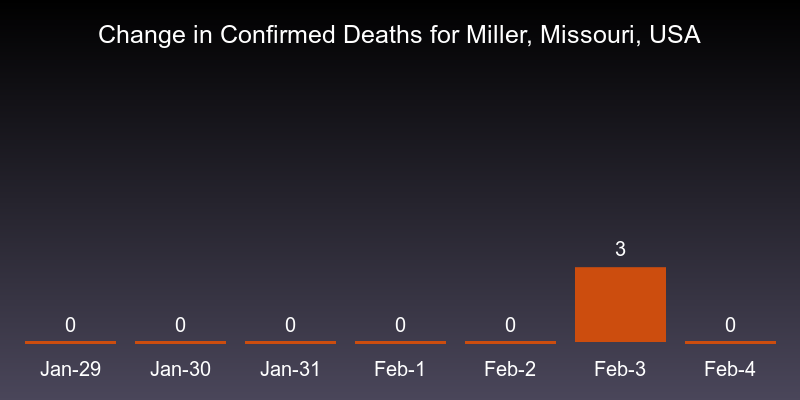 Change in Confirmed Deaths for Miller, Missouri, USA
3
0 0 0 0 0 0
Jan-29 Jan-30 Jan-31 Feb-1 Feb-2 Feb-3 Feb-4